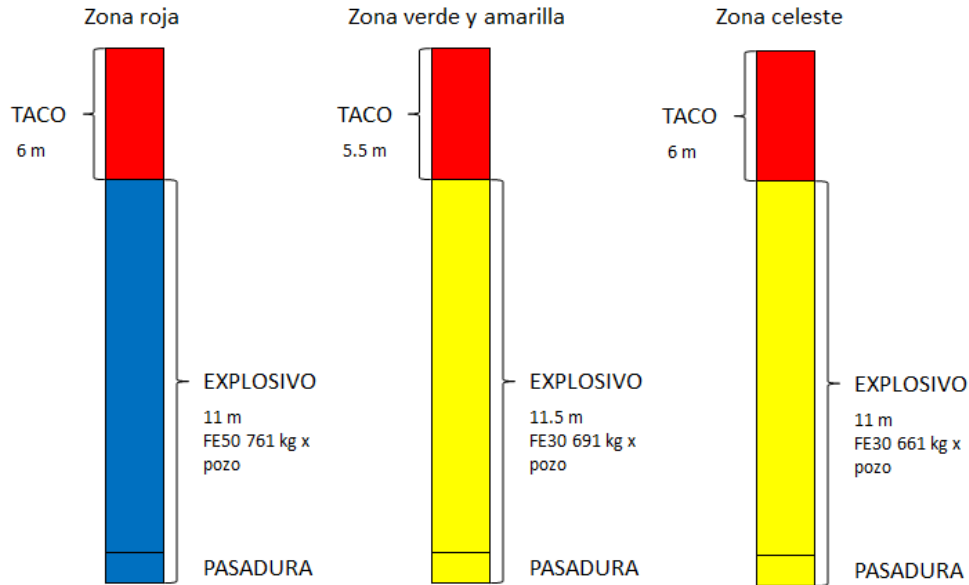 Zona roja
TACO
6 m
EXPLOSIVO
11 m
FE50 761 kg x
pozo
PASADURA
Zona verde y amarilla
TACO
5.5 m
EXPLOSIVO
11.5 m
FE30 691 kg x
pozo
PASADURA
Zona celeste
TACO
6 m
EXPLOSIVO
11 m
FE30 661 kg x
pozo
PASADURA